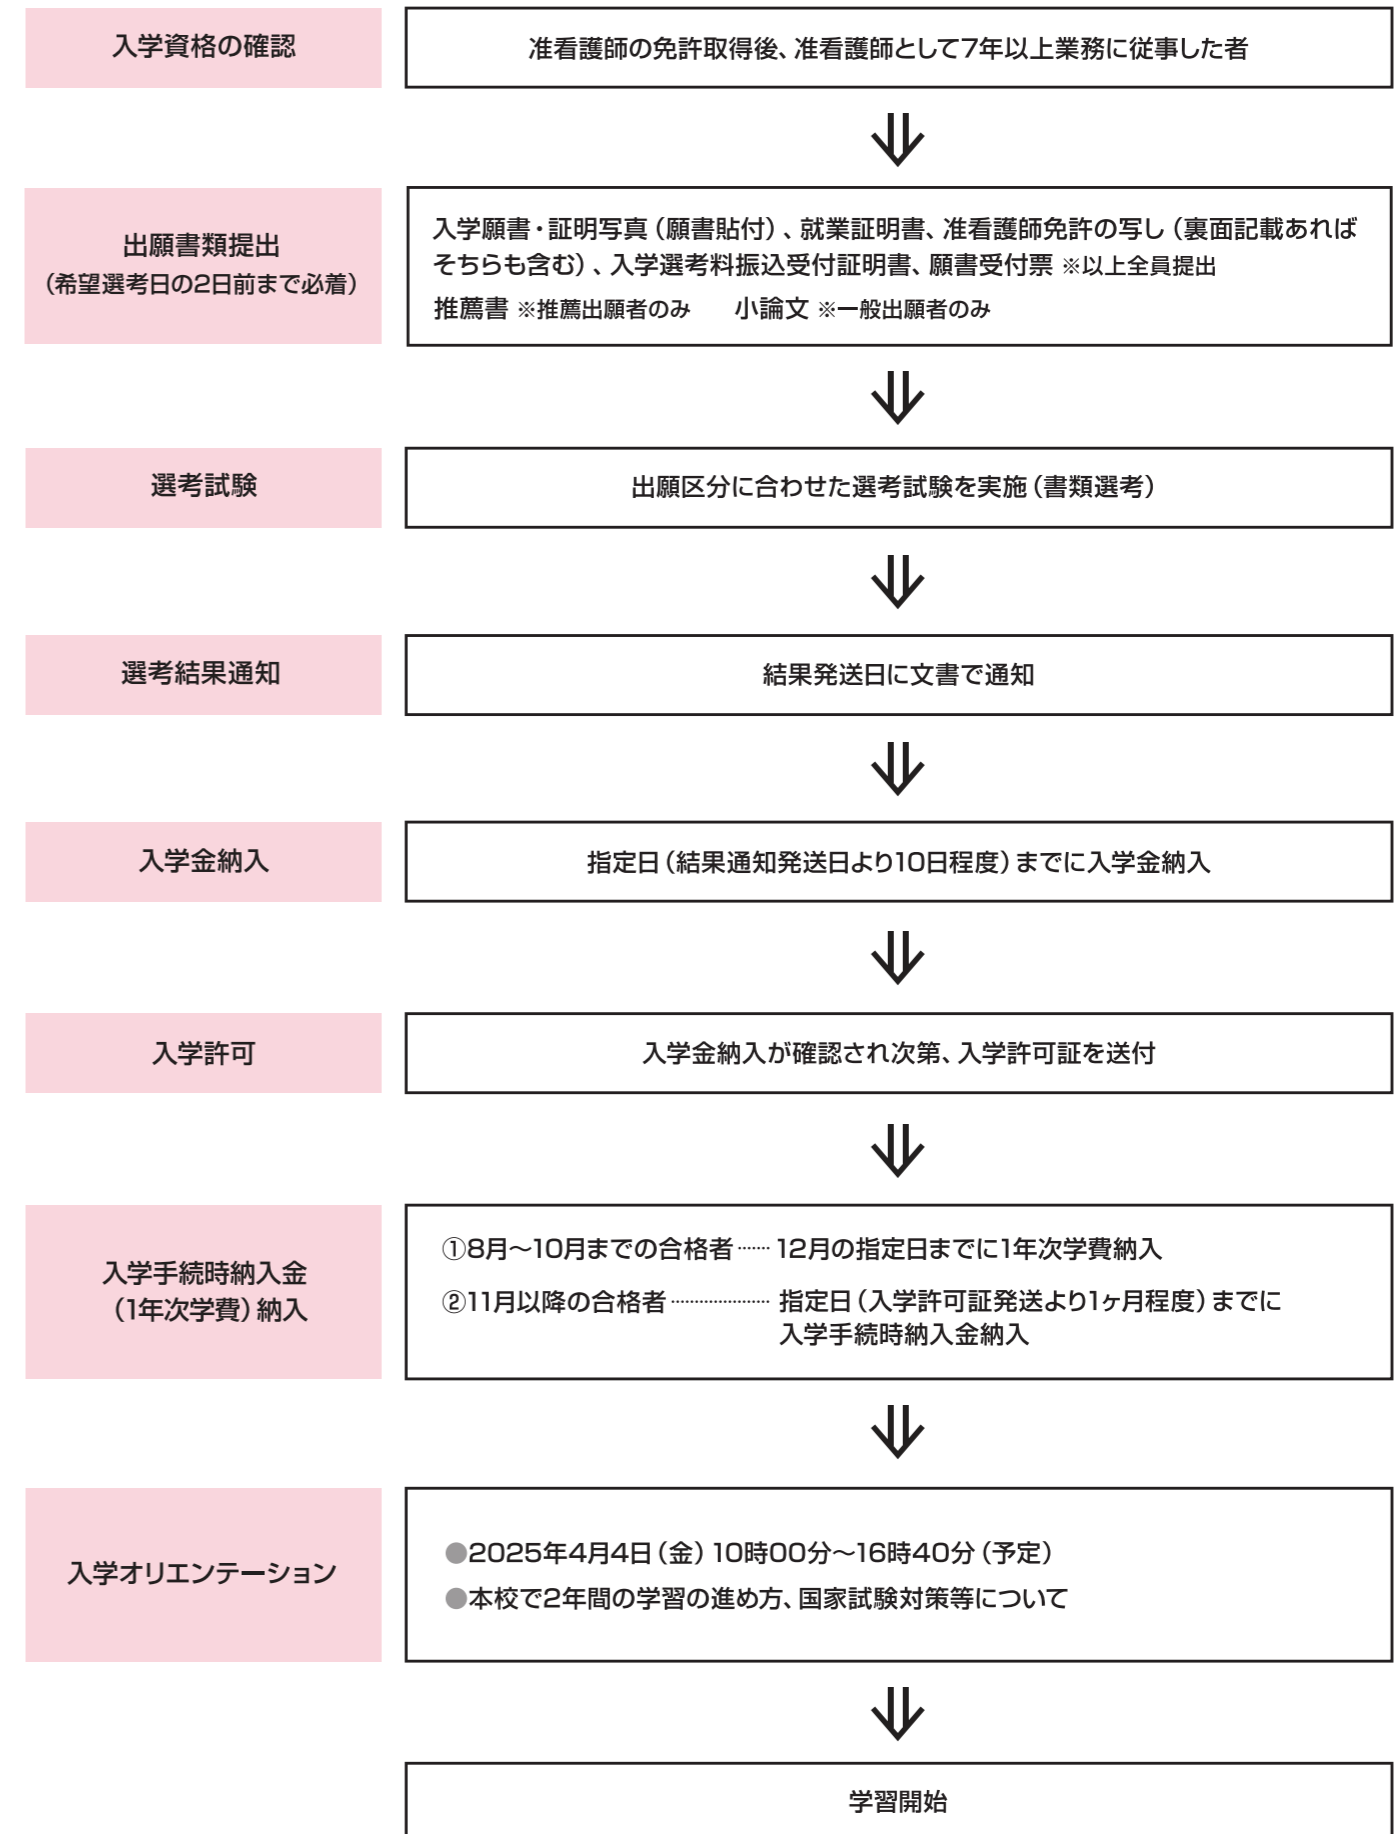 入学資格の確認
准看護師の免許取得後、准看護師として7年以上業務に従事した者
出願書類提出
（希望選考日の2日前まで必着）
入学願書・証明写真（願書貼付）、就業証明書、准看護師免許の写し（裏面記載あれば
そちらも含む）、入学選考料振込受付証明書、願書受付票 ※以上全員提出
推薦書 ※推薦出願者のみ　小論文 ※一般出願者のみ
選考試験
出願区分に合わせた選考試験を実施（書類選考）
選考結果通知
結果発送日に文書で通知
入学金納入
指定日（結果通知発送日より10日程度）までに入学金納入
入学許可
入学金納入が確認され次第、入学許可証を送付
入学手続時納入金
（1年次学費）納入
①8月～10月までの合格者……12月の指定日までに1年次学費納入
②11月以降の合格者……………… 指定日（入学許可証発送より1ヶ月程度）までに
入学手続時納入金納入
入学オリエンテーション
●2025年4月4日（金）10時00分～16時40分（予定）
●本校で2年間の学習の進め方、国家試験対策等について
学習開始